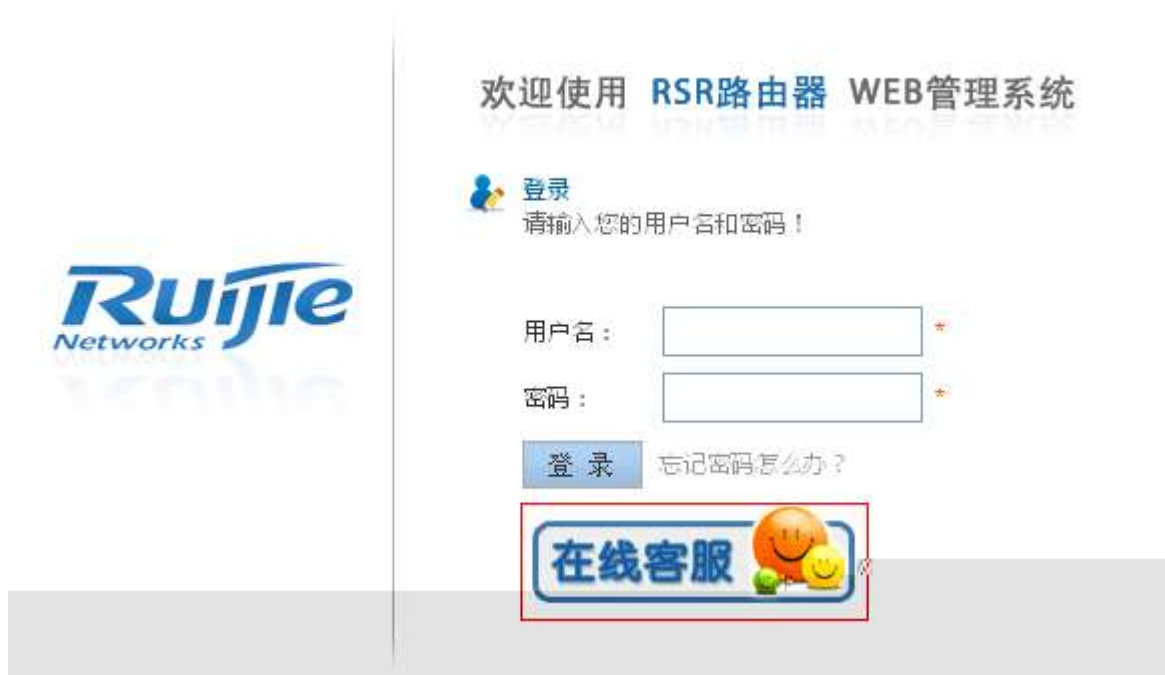 欢迎使用 RSR路由器 WEB管理系统
登录
请输入您的用户名和密码！
Ruijie
Networks
用户名：
*
密码：
*
登 录
忘记密码怎么办？
在线客服